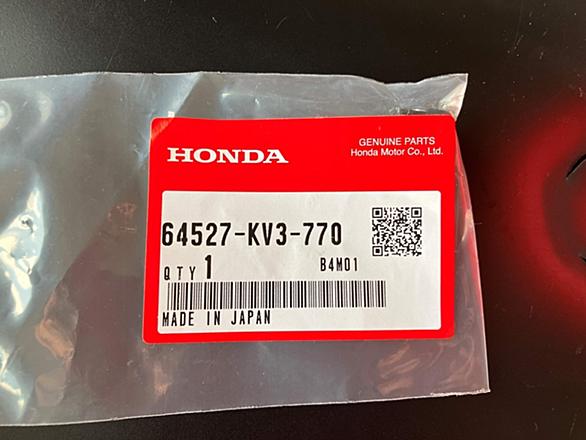 HONDA
GENUINE PARTS
Honda Motor Co., Ltd.
64527-KV3-770
QTY 1
B4M01
MADE IN JAPAN